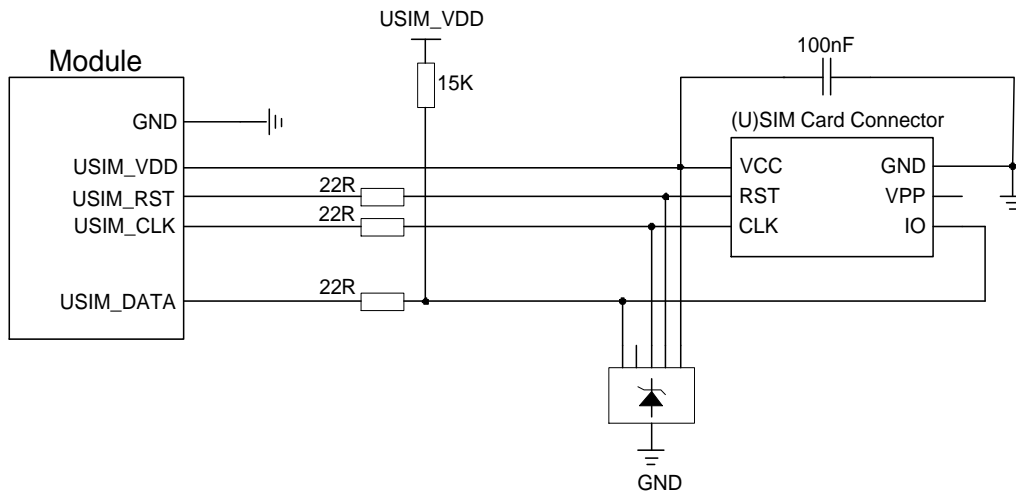 USIM_VDD
100nF
Module
15K
(U)SIM Card Connector
GND
USIM_VDD
VCC
GND
22R
USIM_RST
RST
VPP
22R
USIM_CLK
CLK
IO
22R
USIM_DATA
GND